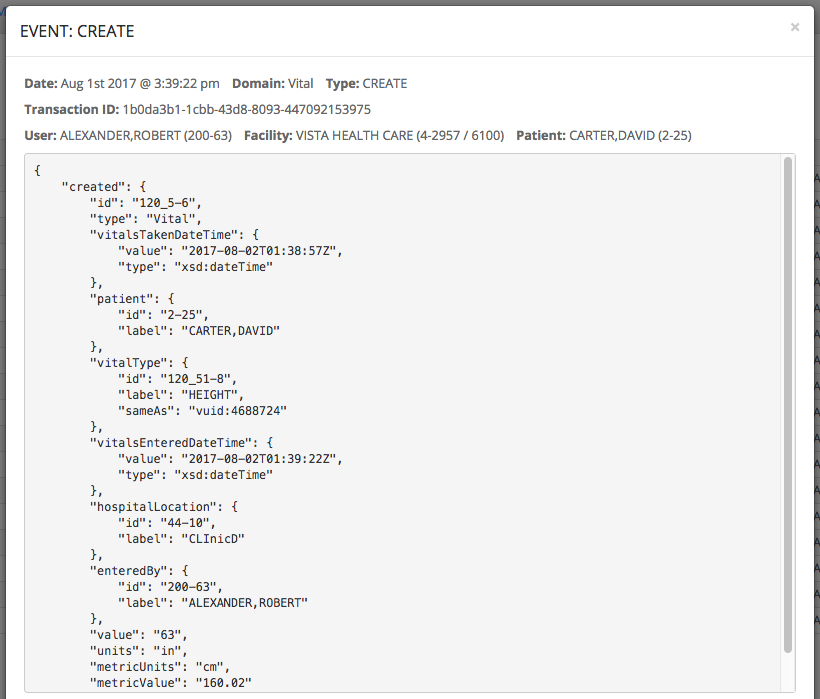 EVENT: CREATE
×
Date: Aug 1st 2017 @ 3:39:22 pm Domain: Vital Type: CREATE
Transaction ID: 1b0da3b1-1cbb-43d8-8093-447092153975
User: ALEXANDER,ROBERT (200-63) Facility: VISTA HEALTH CARE (4-2957 / 6100) Patient: CARTER,DAVID (2-25)
{
    "created": {
        "id": "120_5-6",
        "type": "Vital",
        "vitalsTakenDateTime": {
            "value": "2017-08-02T01:38:57Z",
            "type": "xsd:dateTime"
        },
        "patient": {
            "id": "2-25",
            "label": "CARTER,DAVID"
        },
        "vitalType": {
            "id": "120_51-8",
            "label": "HEIGHT",
            "sameAs": "vuid:4688724"
        },
        "vitalsEnteredDateTime": {
            "value": "2017-08-02T01:39:22Z",
            "type": "xsd:dateTime"
        },
        "hospitalLocation": {
            "id": "44-10",
            "label": "CLInicD"
        },
        "enteredBy": {
            "id": "200-63",
            "label": "ALEXANDER,ROBERT"
        },
        "value": "63",
        "units": "in",
        "metricUnits": "cm",
        "metricValue": "160.02"